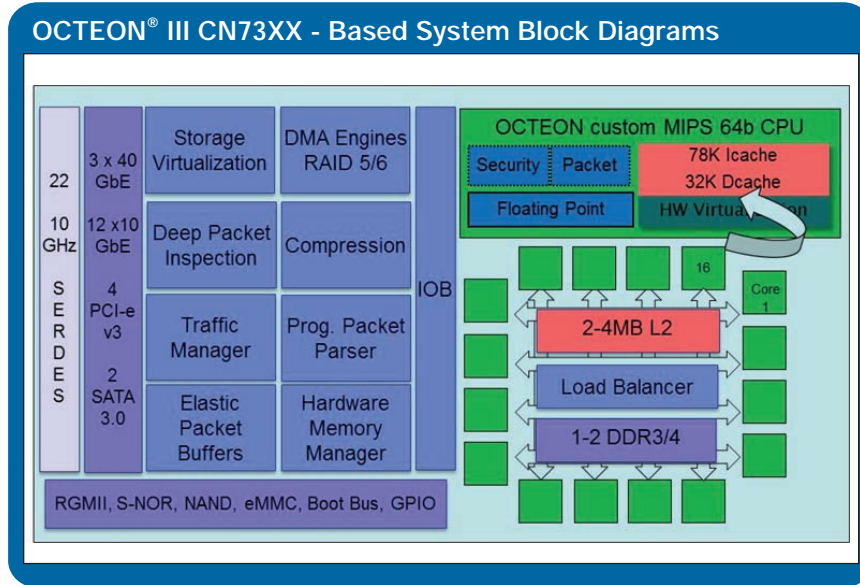 OCTEON® III CN73XX - Based System Block Diagrams
22
10
GHz
S
E
R
D
E
S
3 x 40
GbE
12 x10
GbE
4
PCI-e
v3
2
SATA
3.0
Storage
Virtualization
DMA Engines
RAID 5/6
Deep Packet
Inspection
Compression
Traffic
Manager
Prog. Packet
Parser
Elastic
Packet
Buffers
Hardware
Memory
Manager
IOB
RGMII, S-NOR, NAND, eMMC, Boot Bus, GPIO
OCTEON custom MIPS 64b CPU
Security
Packet
Floating Point
78K Icache
32K Dcache
HW
16
Core
1
2-4MB L2
Load Balancer
1-2 DDR3/4